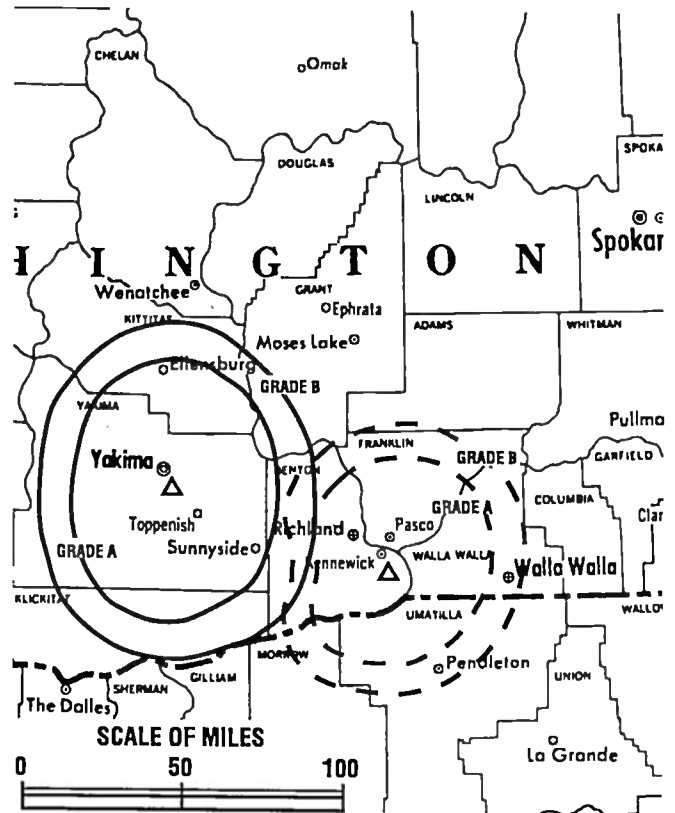 CHELAN
Omak
DOUGLAS
SPOKA
LINCOLN
Spokar
H I N G T O N
Wenatchee
GRANT
KITTITAS
Ephrata
ADAMS
WHITMAN
Moses Lake
Ellensburg
GRADE B
YAKIMA
Pullma
FRANKLIN
GARFIELD
Yakima
BENTON
GRADE B
COLUMBIA
GRADE A
Clar
Toppenish
Richland
Pasco
Sunnyside
GRADE A
Kennewick
WALLA WALLA
Walla Walla
KLICKITAT
UMATILLA
WALLO
MORROW
Pendleton
GILLIAM
SHERMAN
UNION
The Dalles
SCALE OF MILES
La Grande
0 50 100